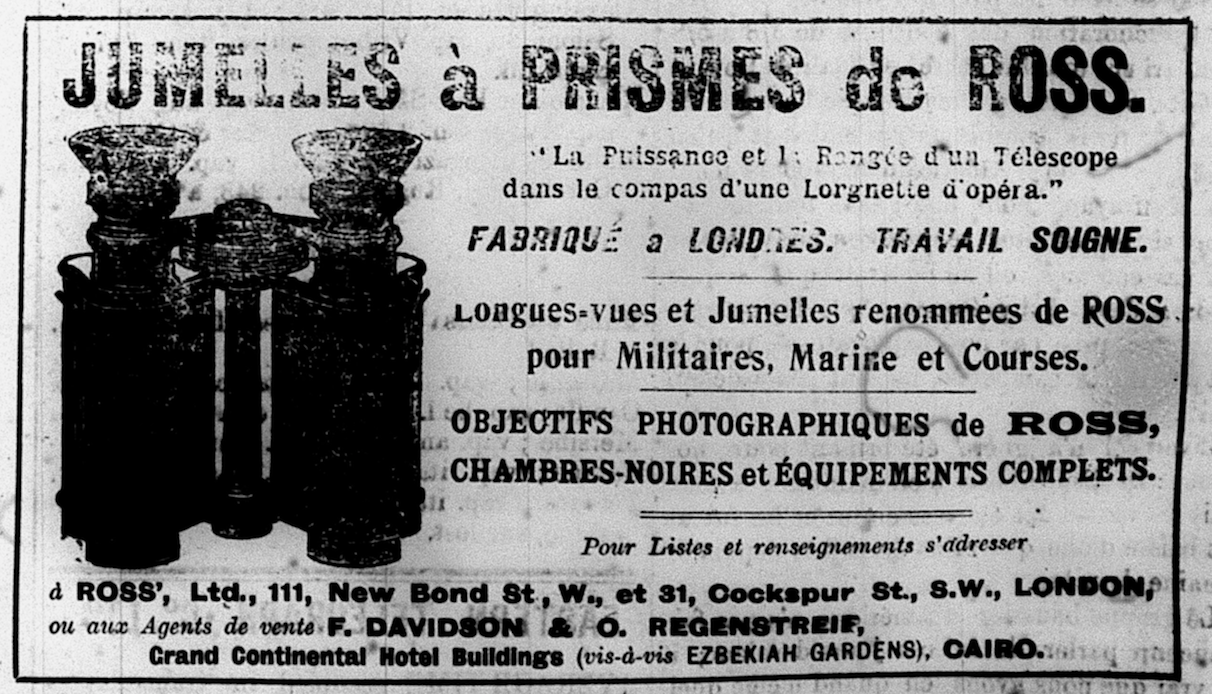 JUMELLES à PRISMES de ROSS.
"La Puissance et la Rangée d'un Télescope
dans le compas d'une Lorgnette d'opéra."
FABRIQUÉ a LONDRES. TRAVAIL SOIGNE.
Longues=vues et Jumelles renommées de ROSS
pour Militaires, Marine et Courses.
OBJECTIFS PHOTOGRAPHIQUES de ROSS,
CHAMBRES-NOIRES et ÉQUIPEMENTS COMPLETS.
Pour Listes et renseignements s'adresser
à ROSS', Ltd., 111, New Bond St., W., et 31, Cockspur St., S.W., LONDON,
ou aux Agents de vente F. DAVIDSON & O. REGENSTREIF,
Grand Continental Hotel Buildings (vis-à-vis EZBEKIAH GARDENS), CAIRO.